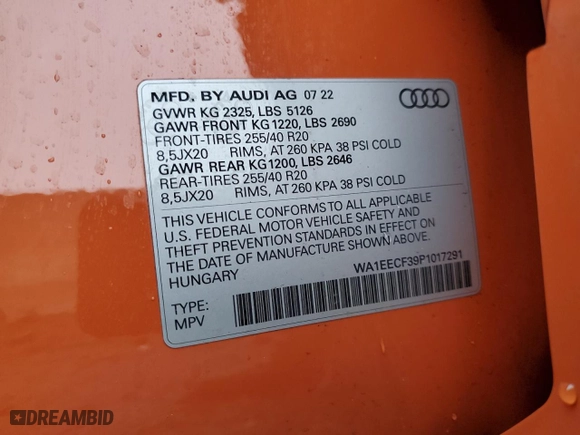 MFD. BY AUDI AG 07 22
GVWR KG 2325, LBS 5126
GAWR FRONT KG 1220, LBS 2690
FRONT-TIRES 255/40 R20
8,5JX20 RIMS, AT 260 KPA 38 PSI COLD
GAWR REAR KG1200, LBS 2646
REAR-TIRES 255/40 R20
8,5JX20 RIMS, AT 260 KPA 38 PSI COLD
THIS VEHICLE CONFORMS TO ALL APPLICABLE
U.S. FEDERAL MOTOR VEHICLE SAFETY AND
THEFT PREVENTION STANDARDS IN EFFECT ON
THE DATE OF MANUFACTURE SHOWN ABOVE.
HUNGARY
WA1EECF39P1017291
TYPE:
MPV
DREAMBID